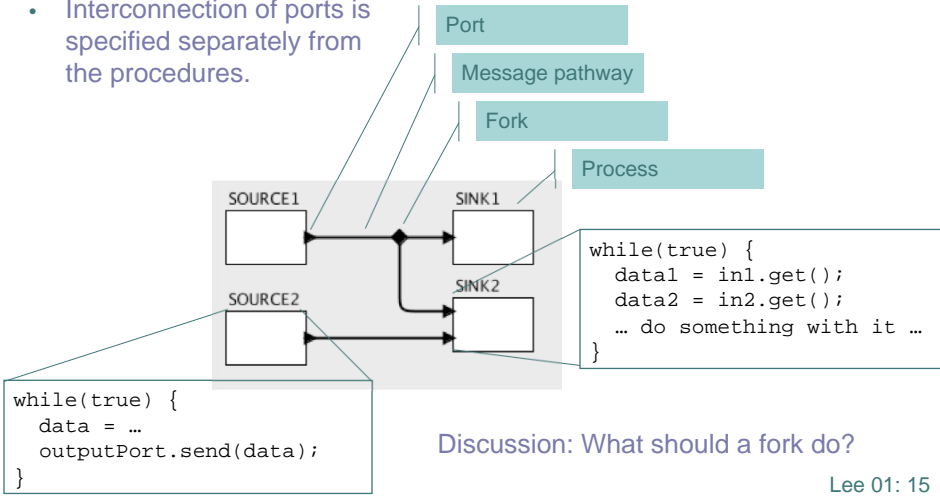 • Interconnection of ports is
specified separately from
the procedures.
Port
Message pathway
Fork
Process
SOURCE1
SINK1
SOURCE2
SINK2
while(true) {
data1 = in1.get();
data2 = in2.get();
… do something with it …
}
while(true) {
data = …
outputPort.send(data);
}
Discussion: What should a fork do?
Lee 01: 15